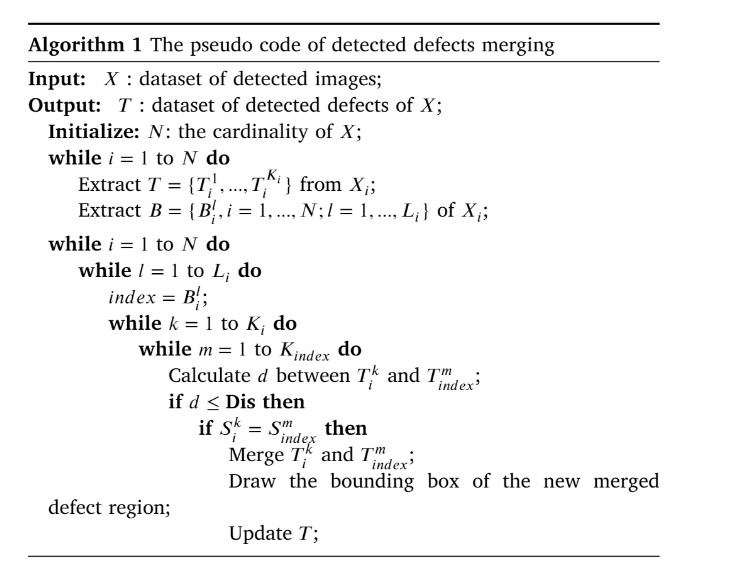 Algorithm 1 The pseudo code of detected defects merging
Input: X : dataset of detected images;
Output: T : dataset of detected defects of X;
Initialize: N: the cardinality of X;
while i = 1 to N do
Extract T = {T_i^1, ..., T_i^{K_i}} from X_i;
Extract B = {B_i^l, i = 1, ..., N; l = 1, ..., L_i} of X_i;
while i = 1 to N do
while l = 1 to L_i do
index = B_i^l;
while k = 1 to K_i do
while m = 1 to K_{index} do
Calculate d between T_i^k and T_{index}^m;
if d ≤ Dis then
if S_i^k = S_{index}^m then
Merge T_i^k and T_{index}^m;
Draw the bounding box of the new merged
defect region;
Update T;